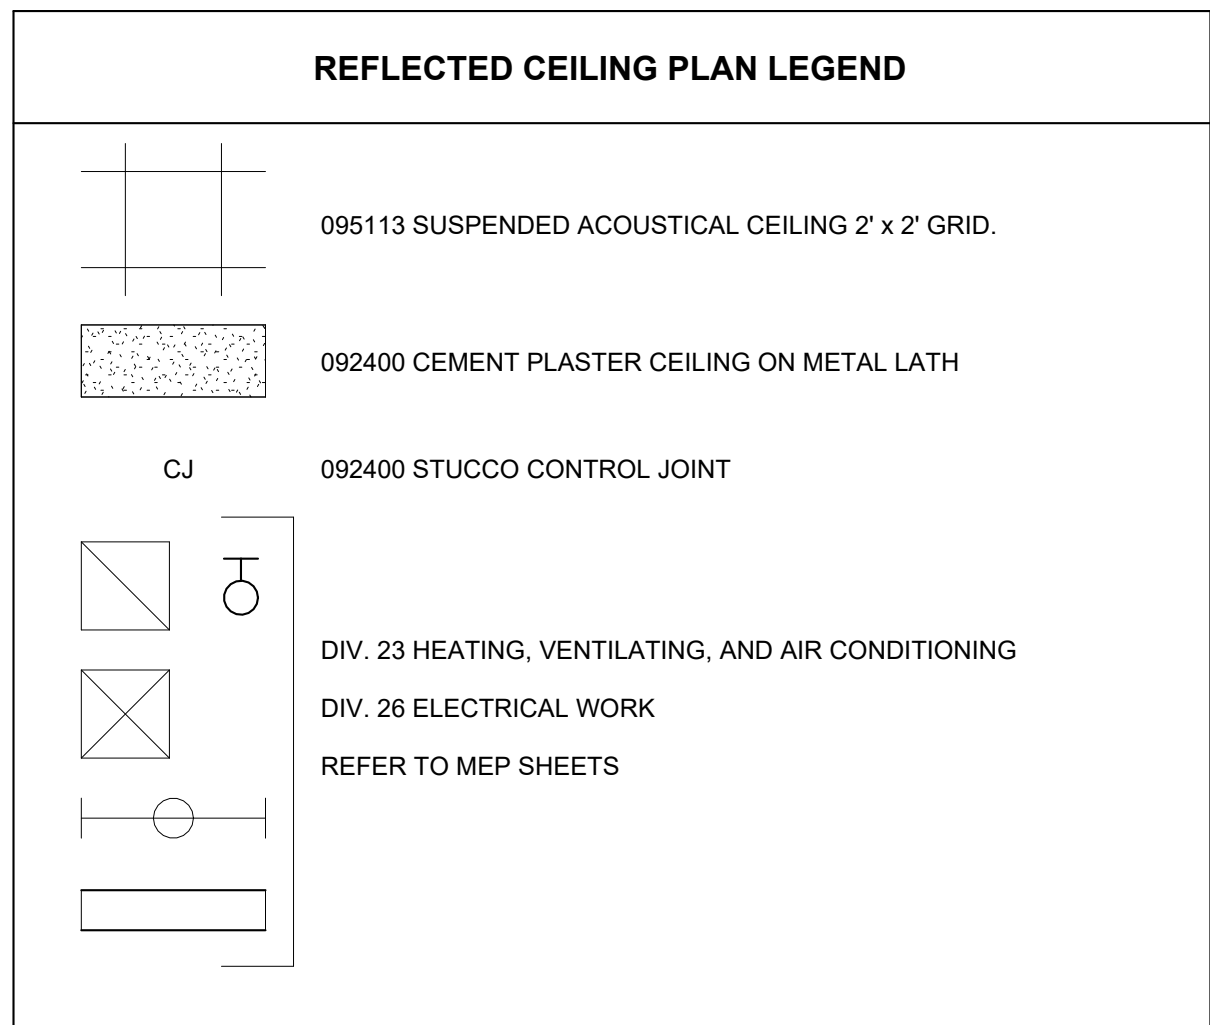 REFLECTED CEILING PLAN LEGEND
095113 SUSPENDED ACOUSTICAL CEILING 2' x 2' GRID.
092400 CEMENT PLASTER CEILING ON METAL LATH
CJ 092400 STUCCO CONTROL JOINT
DIV. 23 HEATING, VENTILATING, AND AIR CONDITIONING
DIV. 26 ELECTRICAL WORK
REFER TO MEP SHEETS